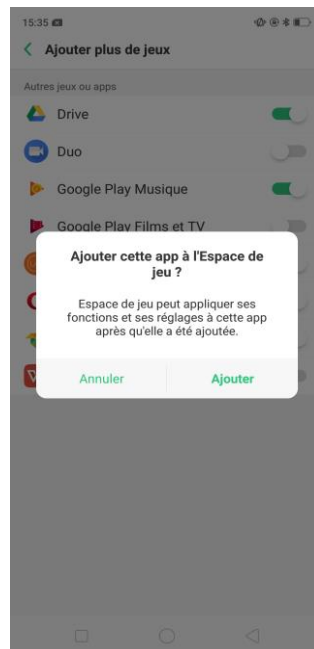 15:35
Ajouter plus de jeux
Autres jeux ou apps
Drive
Duo
Google Play Musique
Google Play Films et TV
Ajouter cette app à l'Espace de
jeu ?
Espace de jeu peut appliquer ses
fonctions et ses réglages à cette app
après qu'elle a été ajoutée.
Annuler
Ajouter